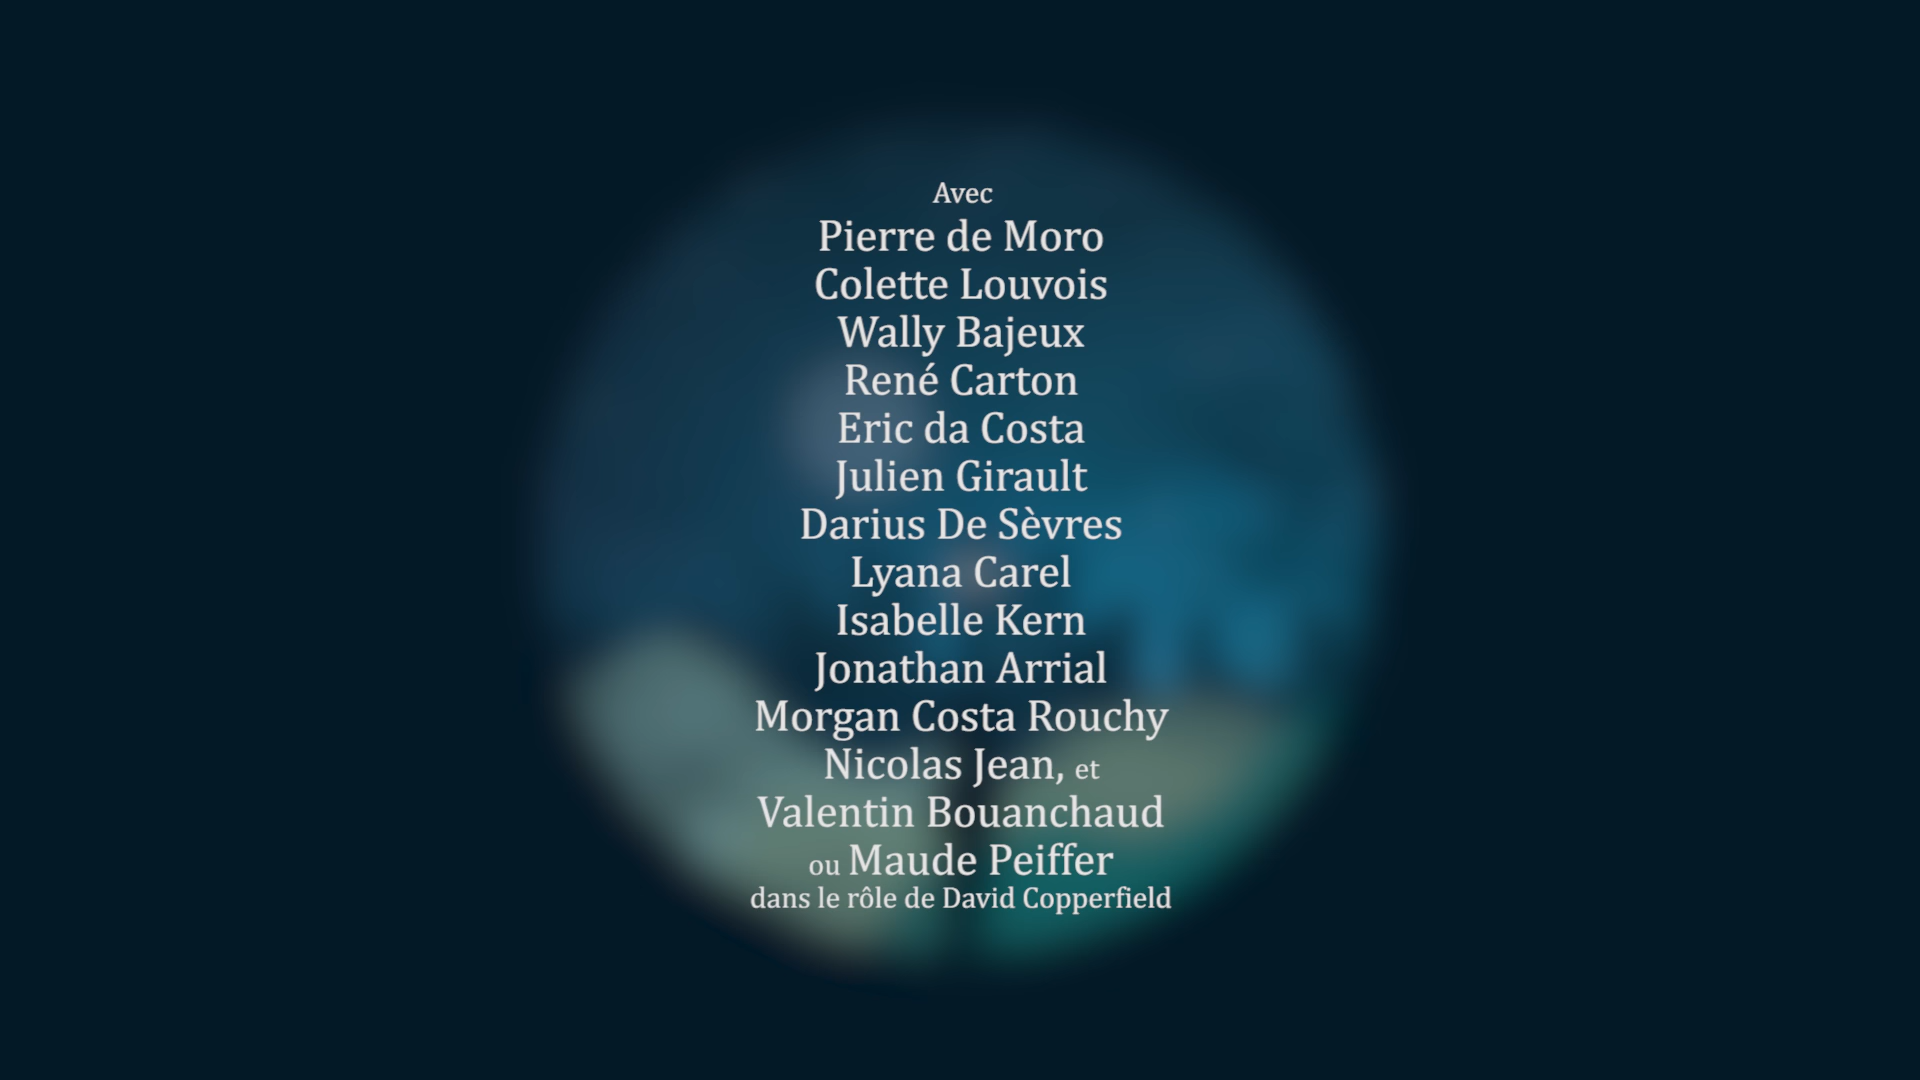 Avec
Pierre de Moro
Colette Louvois
Wally Bajeux
René Carton
Eric da Costa
Julien Girault
Darius De Sèvres
Lyana Carel
Isabelle Kern
Jonathan Arrial
Morgan Costa Rouchy
Nicolas Jean, et
Valentin Bouanchaud
ou Maude Peiffer
dans le rôle de David Copperfield